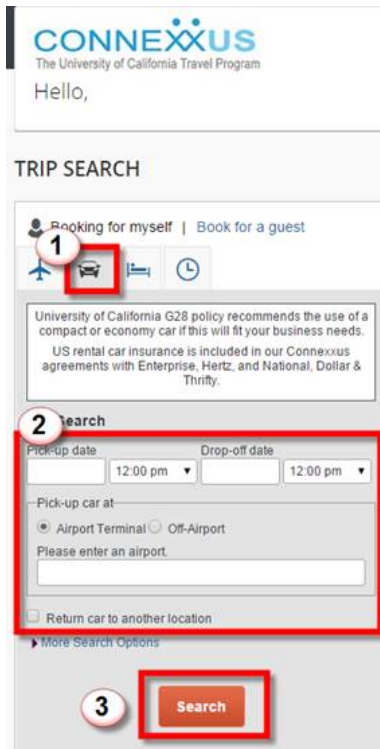 CONNEXXUS
The University of California Travel Program
Hello,
TRIP SEARCH
Booking for myself | Book for a guest
1
University of California G28 policy recommends the use of a
compact or economy car if this will fit your business needs.
US rental car insurance is included in our Connexxus
agreements with Enterprise, Hertz, and National, Dollar &
Thrifty.
2
Search
Pick-up date
Drop-off date
12:00 pm
12:00 pm
Pick-up car at
Airport Terminal
Off-Airport
Please enter an airport.
Return car to another location
More Search Options
3
Search